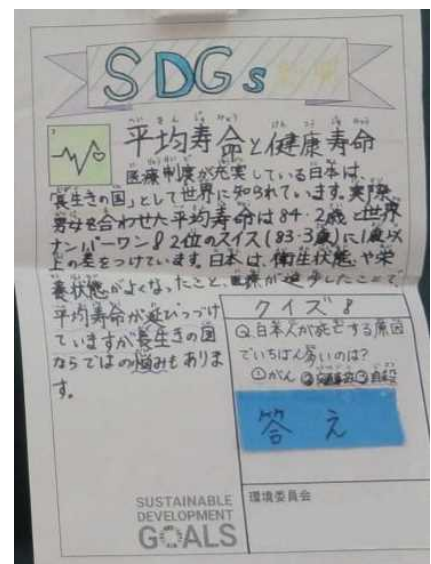 SDGs
平均寿命と健康寿命
医療制度が充実している日本は、
「長生きの国」として世界に知られています。実際、
男女を合わせた平均寿命は84.2歳と世界
ナンバーワン!2位のスイス(83.3歳)に1歳以
上の差をつけています。日本は、衛生状態や栄
養状態がよくなったこと、医療が進歩したことで
平均寿命が延びつづけ
ていますが長生きの国
ならではの悩みもありま
す。
クイズ!
Q.日本人が死亡する原因
でいちばん多いのは?
①がん ②交通事故③自殺
答え
環境委員会
SUSTAINABLE
DEVELOPMENT
GOALS